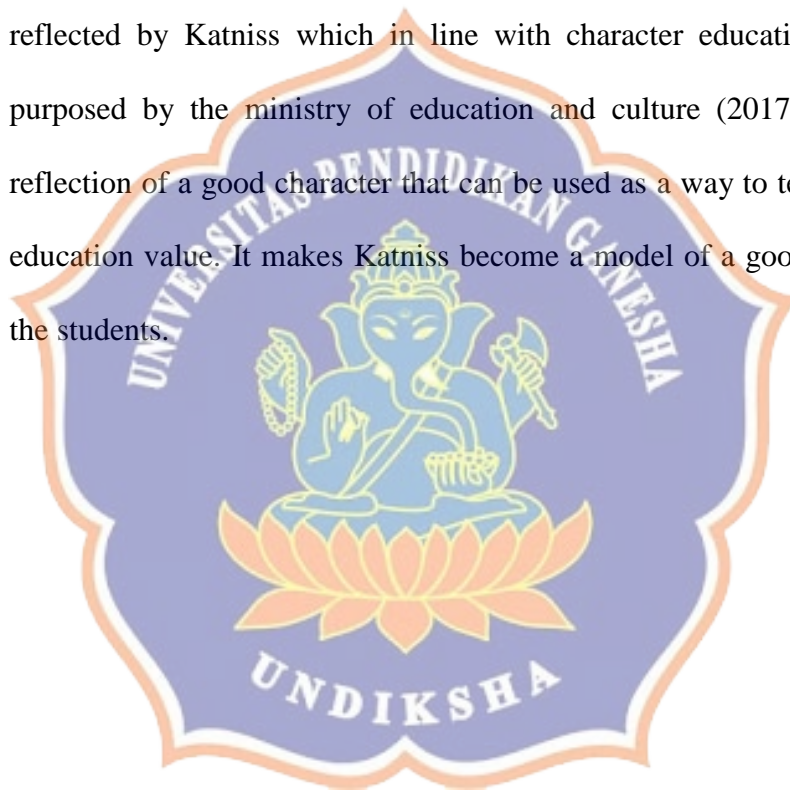 reflected by Katniss which in line with character educati
purposed by the ministry of education and culture (2017
reflection of a good character that can be used as a way to t
education value. It makes Katniss become a model of a goo
the students.
UNIVERSITAS PENDIDIKAN GANESHA
UNDIKSHA